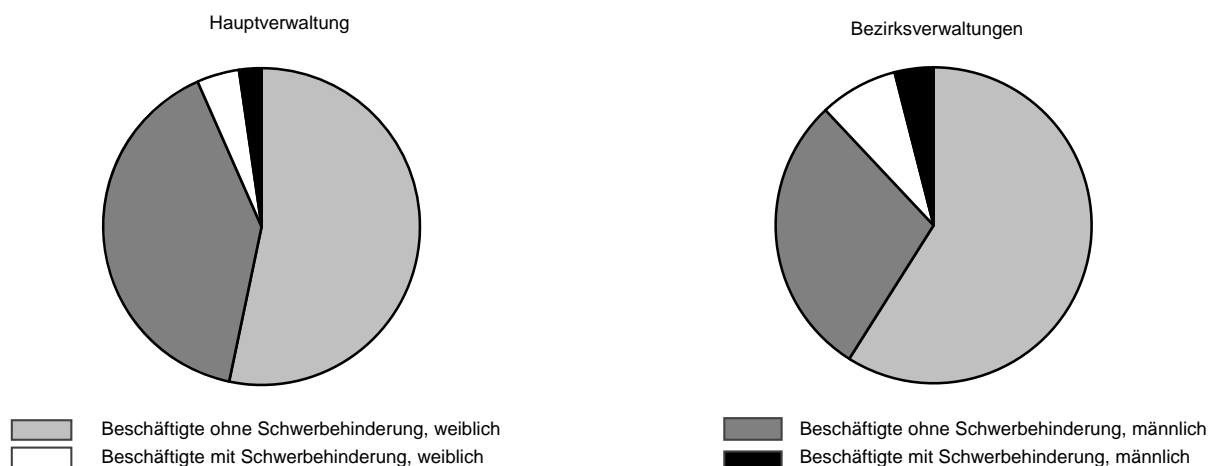 Hauptverwaltung
Bezirksverwaltungen
Beschäftigte ohne Schwerbehinderung, weiblich
Beschäftigte ohne Schwerbehinderung, männlich
Beschäftigte mit Schwerbehinderung, weiblich
Beschäftigte mit Schwerbehinderung, männlich